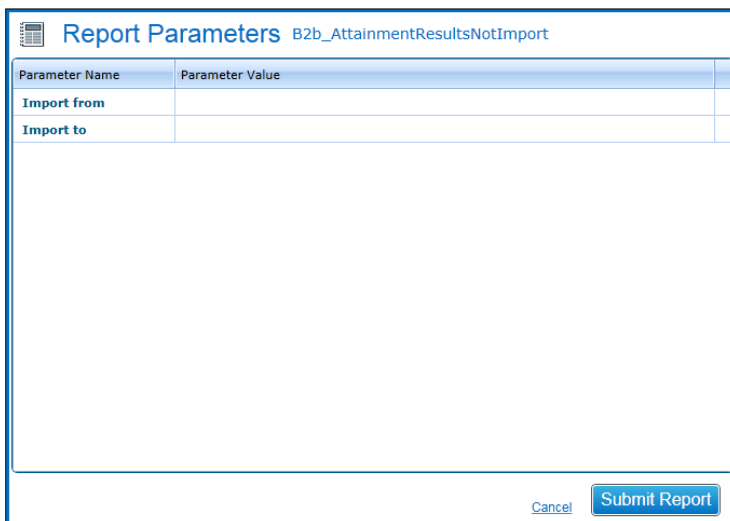 Report Parameters B2b_AttainmentResultsNotImport
Parameter Name Parameter Value
Import from
Import to
Cancel Submit Report